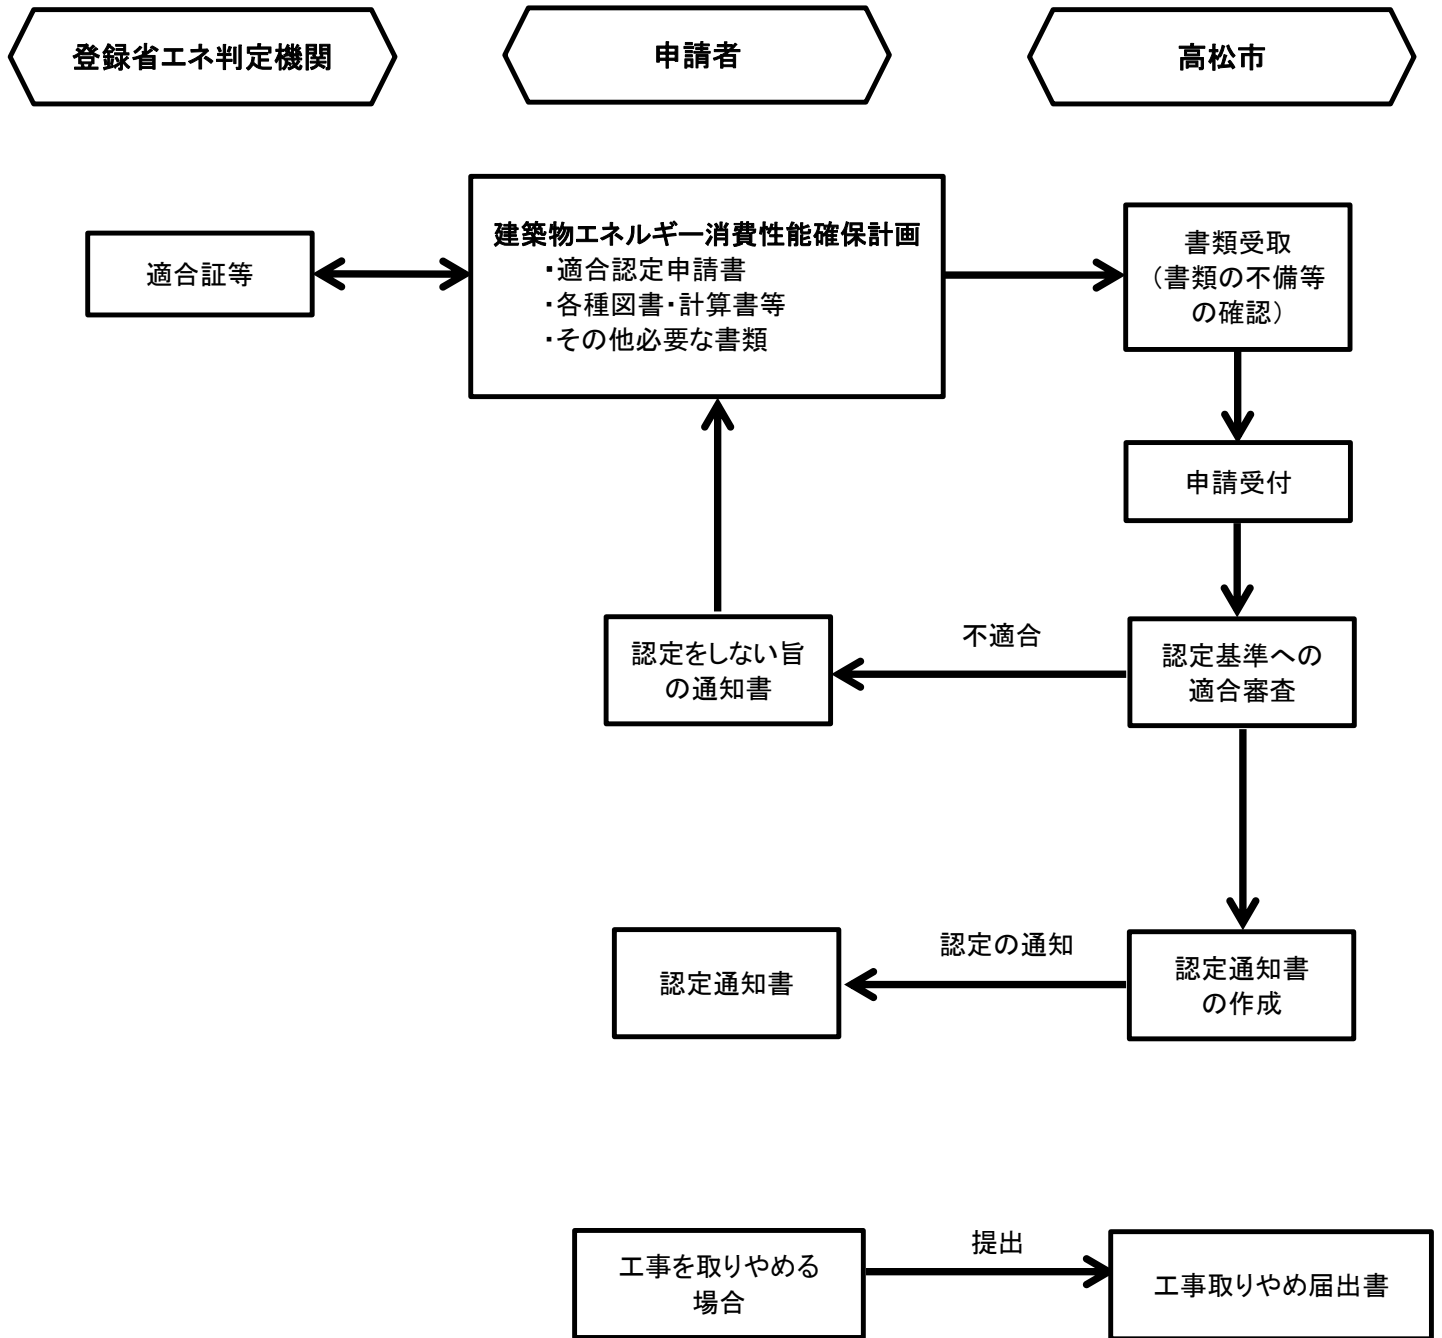 登録省エネ判定機関
申請者
高松市
建築物エネルギー消費性能確保計画
・適合認定申請書
・各種図書・計算書等
・その他必要な書類
適合証等
書類受取
（書類の不備等
の確認）
申請受付
認定をしない旨
の通知書
不適合
認定基準への
適合審査
認定通知書
認定の通知
認定通知書
の作成
工事を取りやめる
場合
提出
工事取りやめ届出書